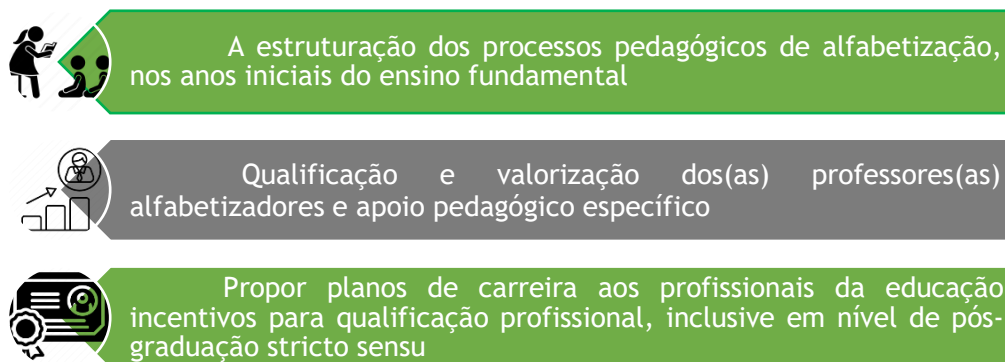 A estruturação dos processos pedagógicos de alfabetização,
nos anos iniciais do ensino fundamental
Qualificação e valorização dos(as) professores(as)
alfabetizadores e apoio pedagógico específico
Propor planos de carreira aos profissionais da educação
incentivos para qualificação profissional, inclusive em nível de pós-
graduação stricto sensu